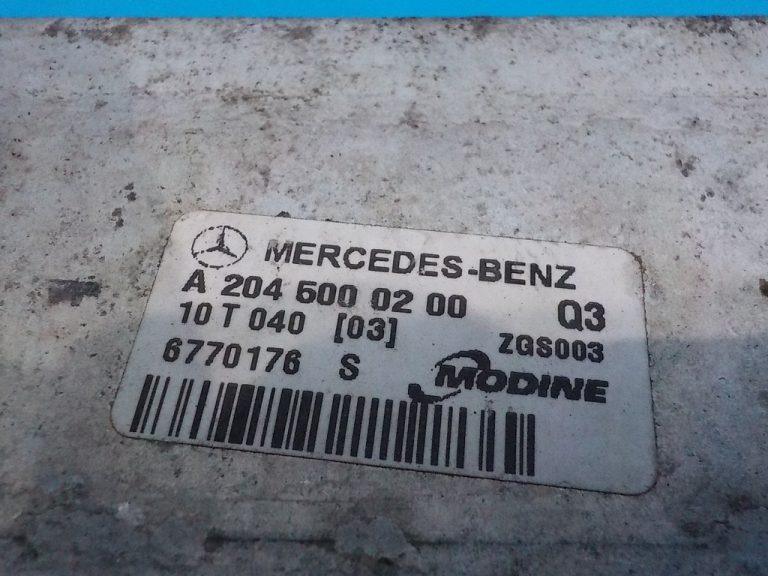 MERCEDES-BENZ
A 204 500 02 00 Q3
10 T 040 [03] ZGS003
6770176 S MODINE